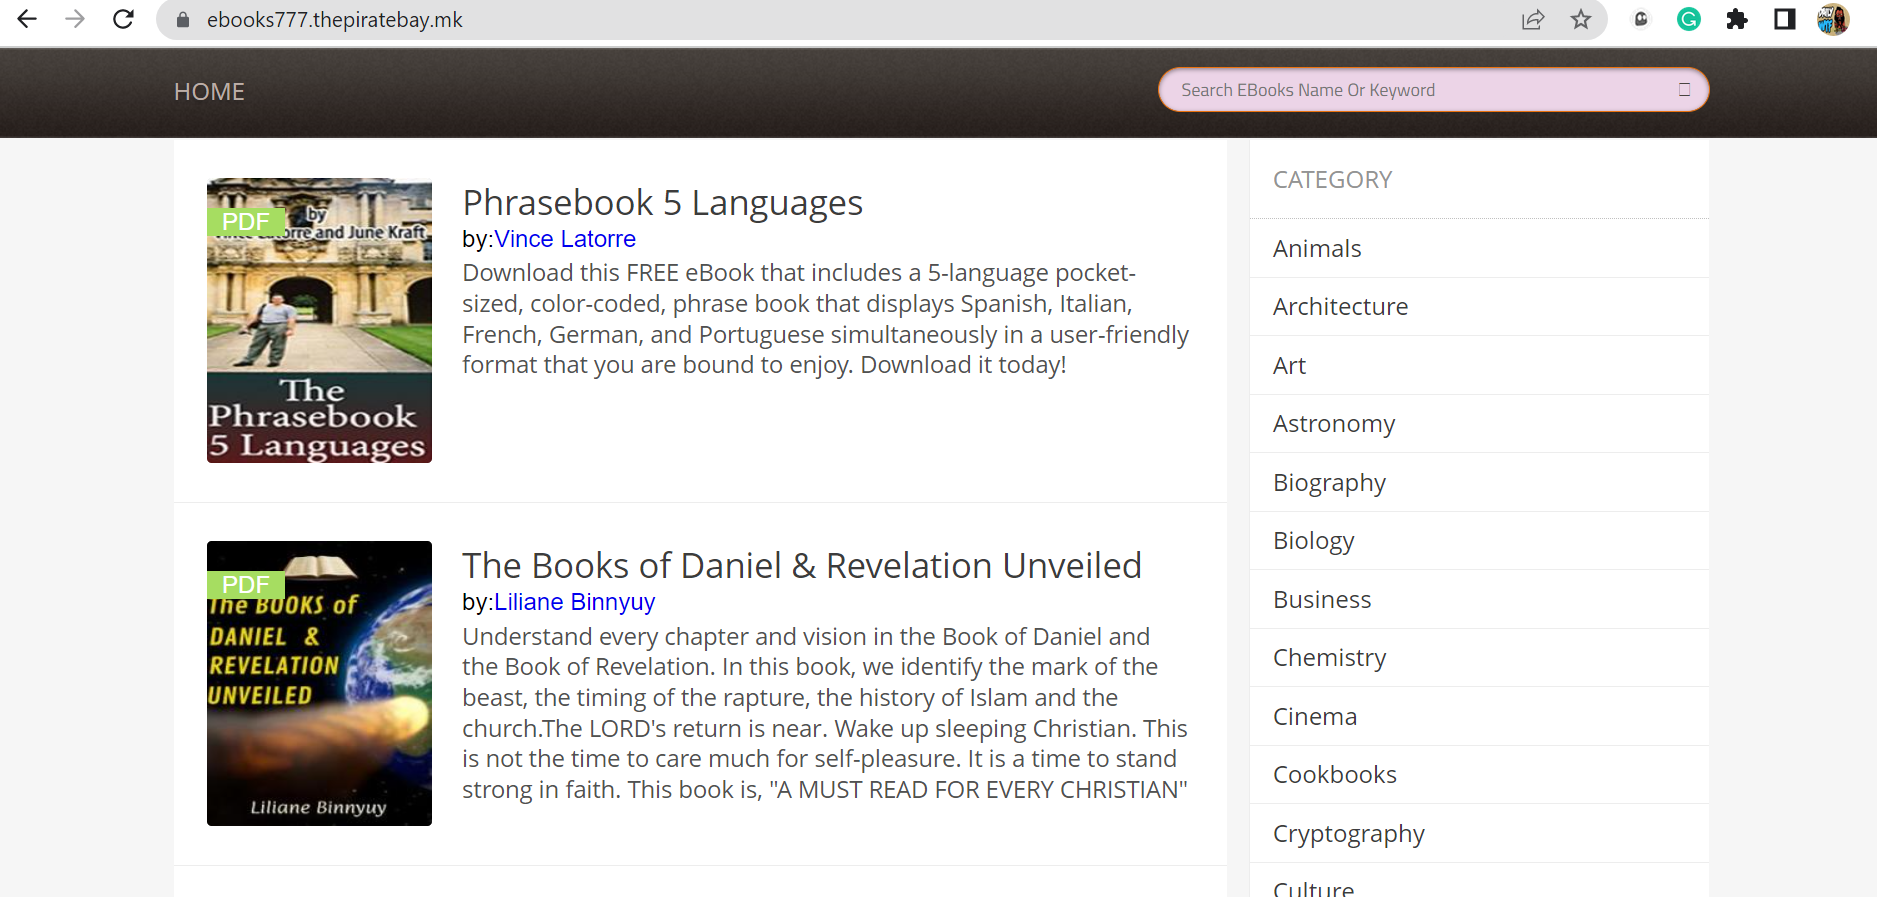 ebooks777.thepiratebay.mk
HOME
Search EBooks Name Or Keyword
PDF
by
and June Kraft
The
Phrasebook
5 Languages
Phrasebook 5 Languages
by:Vince Latorre
Download this FREE eBook that includes a 5-language pocket-
sized, color-coded, phrase book that displays Spanish, Italian,
French, German, and Portuguese simultaneously in a user-friendly
format that you are bound to enjoy. Download it today!
PDF
The BOOKS of
DANIEL &
REVELATION
UNVEILED
Liliane Binnyuy
The Books of Daniel & Revelation Unveiled
by:Liliane Binnyuy
Understand every chapter and vision in the Book of Daniel and
the Book of Revelation. In this book, we identify the mark of the
beast, the timing of the rapture, the history of Islam and the
church.The LORD's return is near. Wake up sleeping Christian. This
is not the time to care much for self-pleasure. It is a time to stand
strong in faith. This book is, "A MUST READ FOR EVERY CHRISTIAN"
CATEGORY
Animals
Architecture
Art
Astronomy
Biography
Biology
Business
Chemistry
Cinema
Cookbooks
Cryptography
Culture